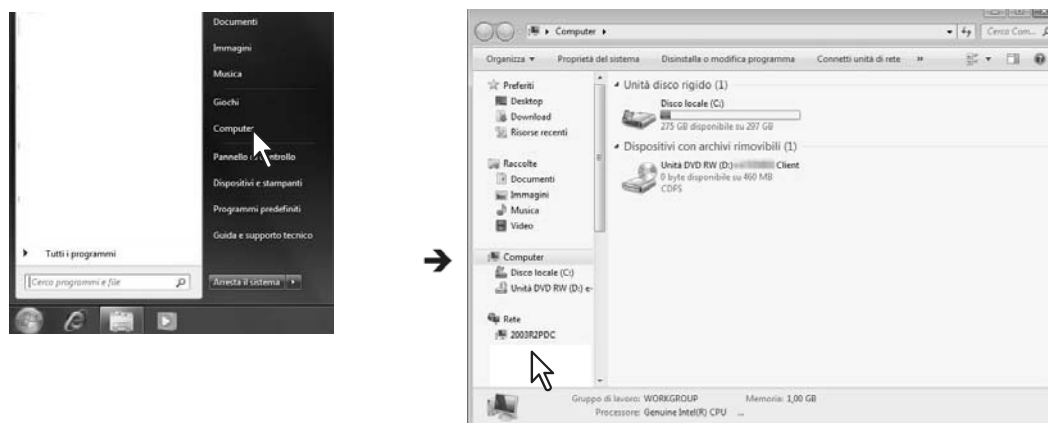 Documenti
Immagini
Musica
Giochi
Computer
Pannello controllo
Dispositivi e stampanti
Programmi predefiniti
Guida e supporto tecnico
Tutti i programmi
Cerca programmi e file
Arresta il sistema
Computer
Cerca Com...
Organizza Proprietà del sistema Disinstalla o modifica programma Connetti unità di rete »
Preferiti
Desktop
Download
Risorse recenti
Raccolte
Documenti
Immagini
Musica
Video
Computer
Disco locale (C:)
Unità DVD RW (D:) e-
Rete
2003R2PDC
Unità disco rigido (1)
Disco locale (C:)
275 GB disponibile su 297 GB
Dispositivi con archivi rimovibili (1)
Unità DVD RW (D:) Client
0 byte disponibile su 460 MB
CDFS
Gruppo di lavoro: WORKGROUP Memoria: 1,00 GB
Processore: Genuine Intel(R) CPU ...